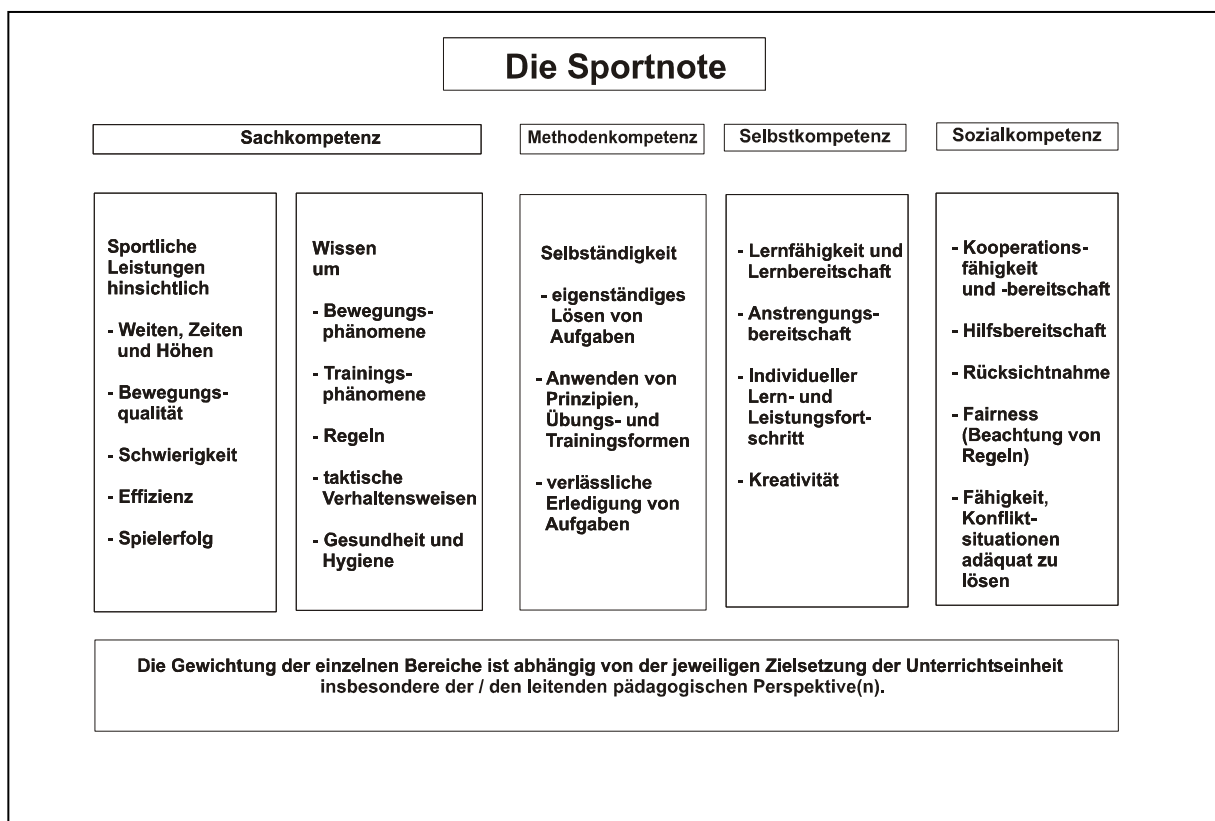 Die Sportnote
Sachkompetenz
Methodenkompetenz
Selbstkompetenz
Sozialkompetenz
Sportliche
Leistungen
hinsichtlich
- Weiten, Zeiten
und Höhen
- Bewegungs-
qualität
- Schwierigkeit
- Effizienz
- Spielerfolg
Wissen
um
- Bewegungs-
phänomene
- Trainings-
phänomene
- Regeln
- taktische
Verhaltensweisen
- Gesundheit und
Hygiene
Selbständigkeit
- eigenständiges
Lösen von
Aufgaben
- Anwenden von
Prinzipien,
Übungs- und
Trainingsformen
- verlässliche
Erledigung von
Aufgaben
- Lernfähigkeit und
Lernbereitschaft
- Anstrengungs-
bereitschaft
- Individueller
Lern- und
Leistungsfort-
schritt
- Kreativität
- Kooperations-
fähigkeit
und -bereitschaft
- Hilfsbereitschaft
- Rücksichtnahme
- Fairness
(Beachtung von
Regeln)
- Fähigkeit,
Konflikt-
situationen
adäquat zu
lösen
Die Gewichtung der einzelnen Bereiche ist abhängig von der jeweiligen Zielsetzung der Unterrichtseinheit
insbesondere der / den leitenden pädagogischen Perspektive(n).